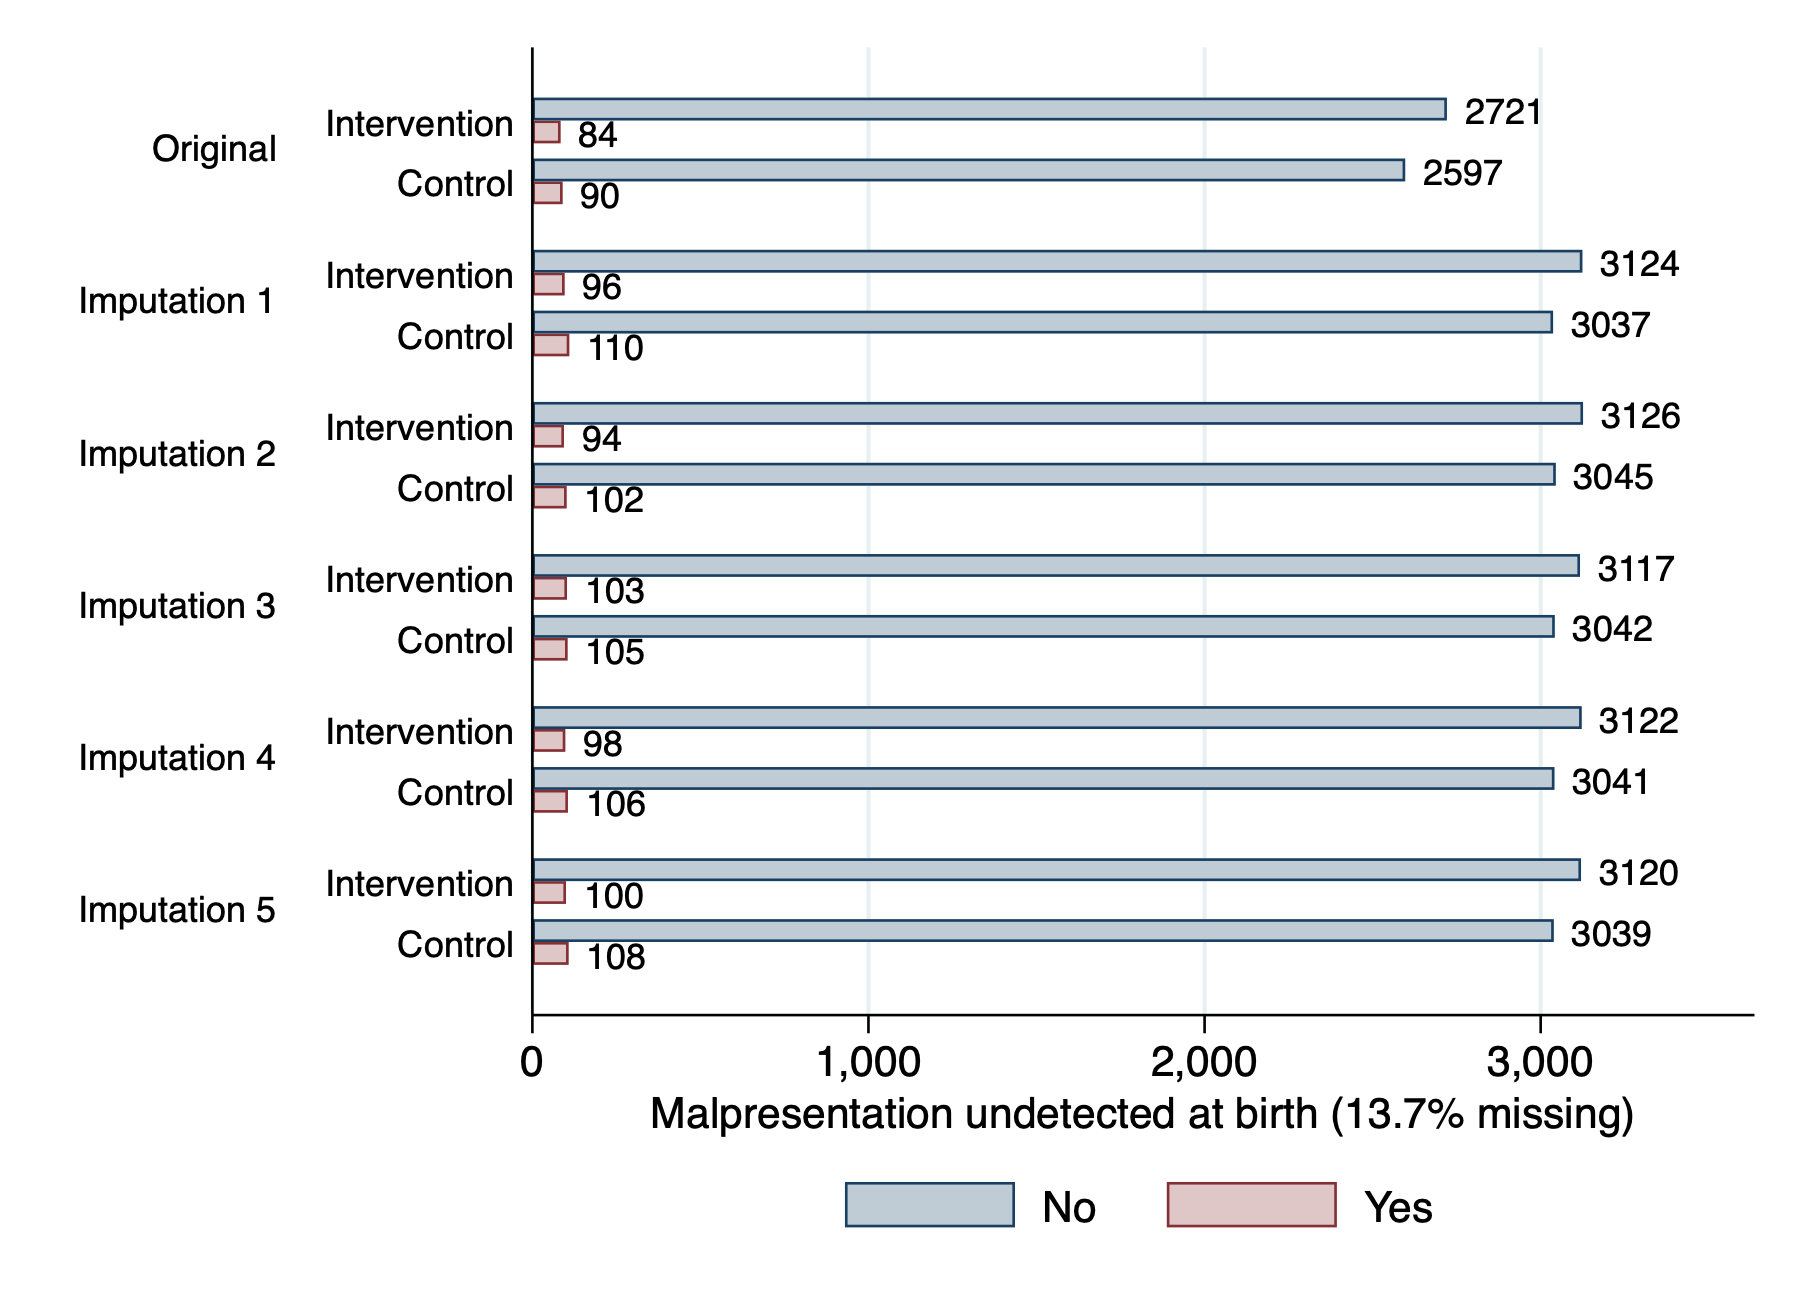 Original
Intervention
2721
84
Control
2597
90
Imputation 1
Intervention
3124
96
Control
3037
110
Imputation 2
Intervention
3126
94
Control
3045
102
Imputation 3
Intervention
3117
103
Control
3042
105
Imputation 4
Intervention
3122
98
Control
3041
106
Imputation 5
Intervention
3120
100
Control
3039
108
0 1,000 2,000 3,000
Malpresentation undetected at birth (13.7% missing)
No Yes